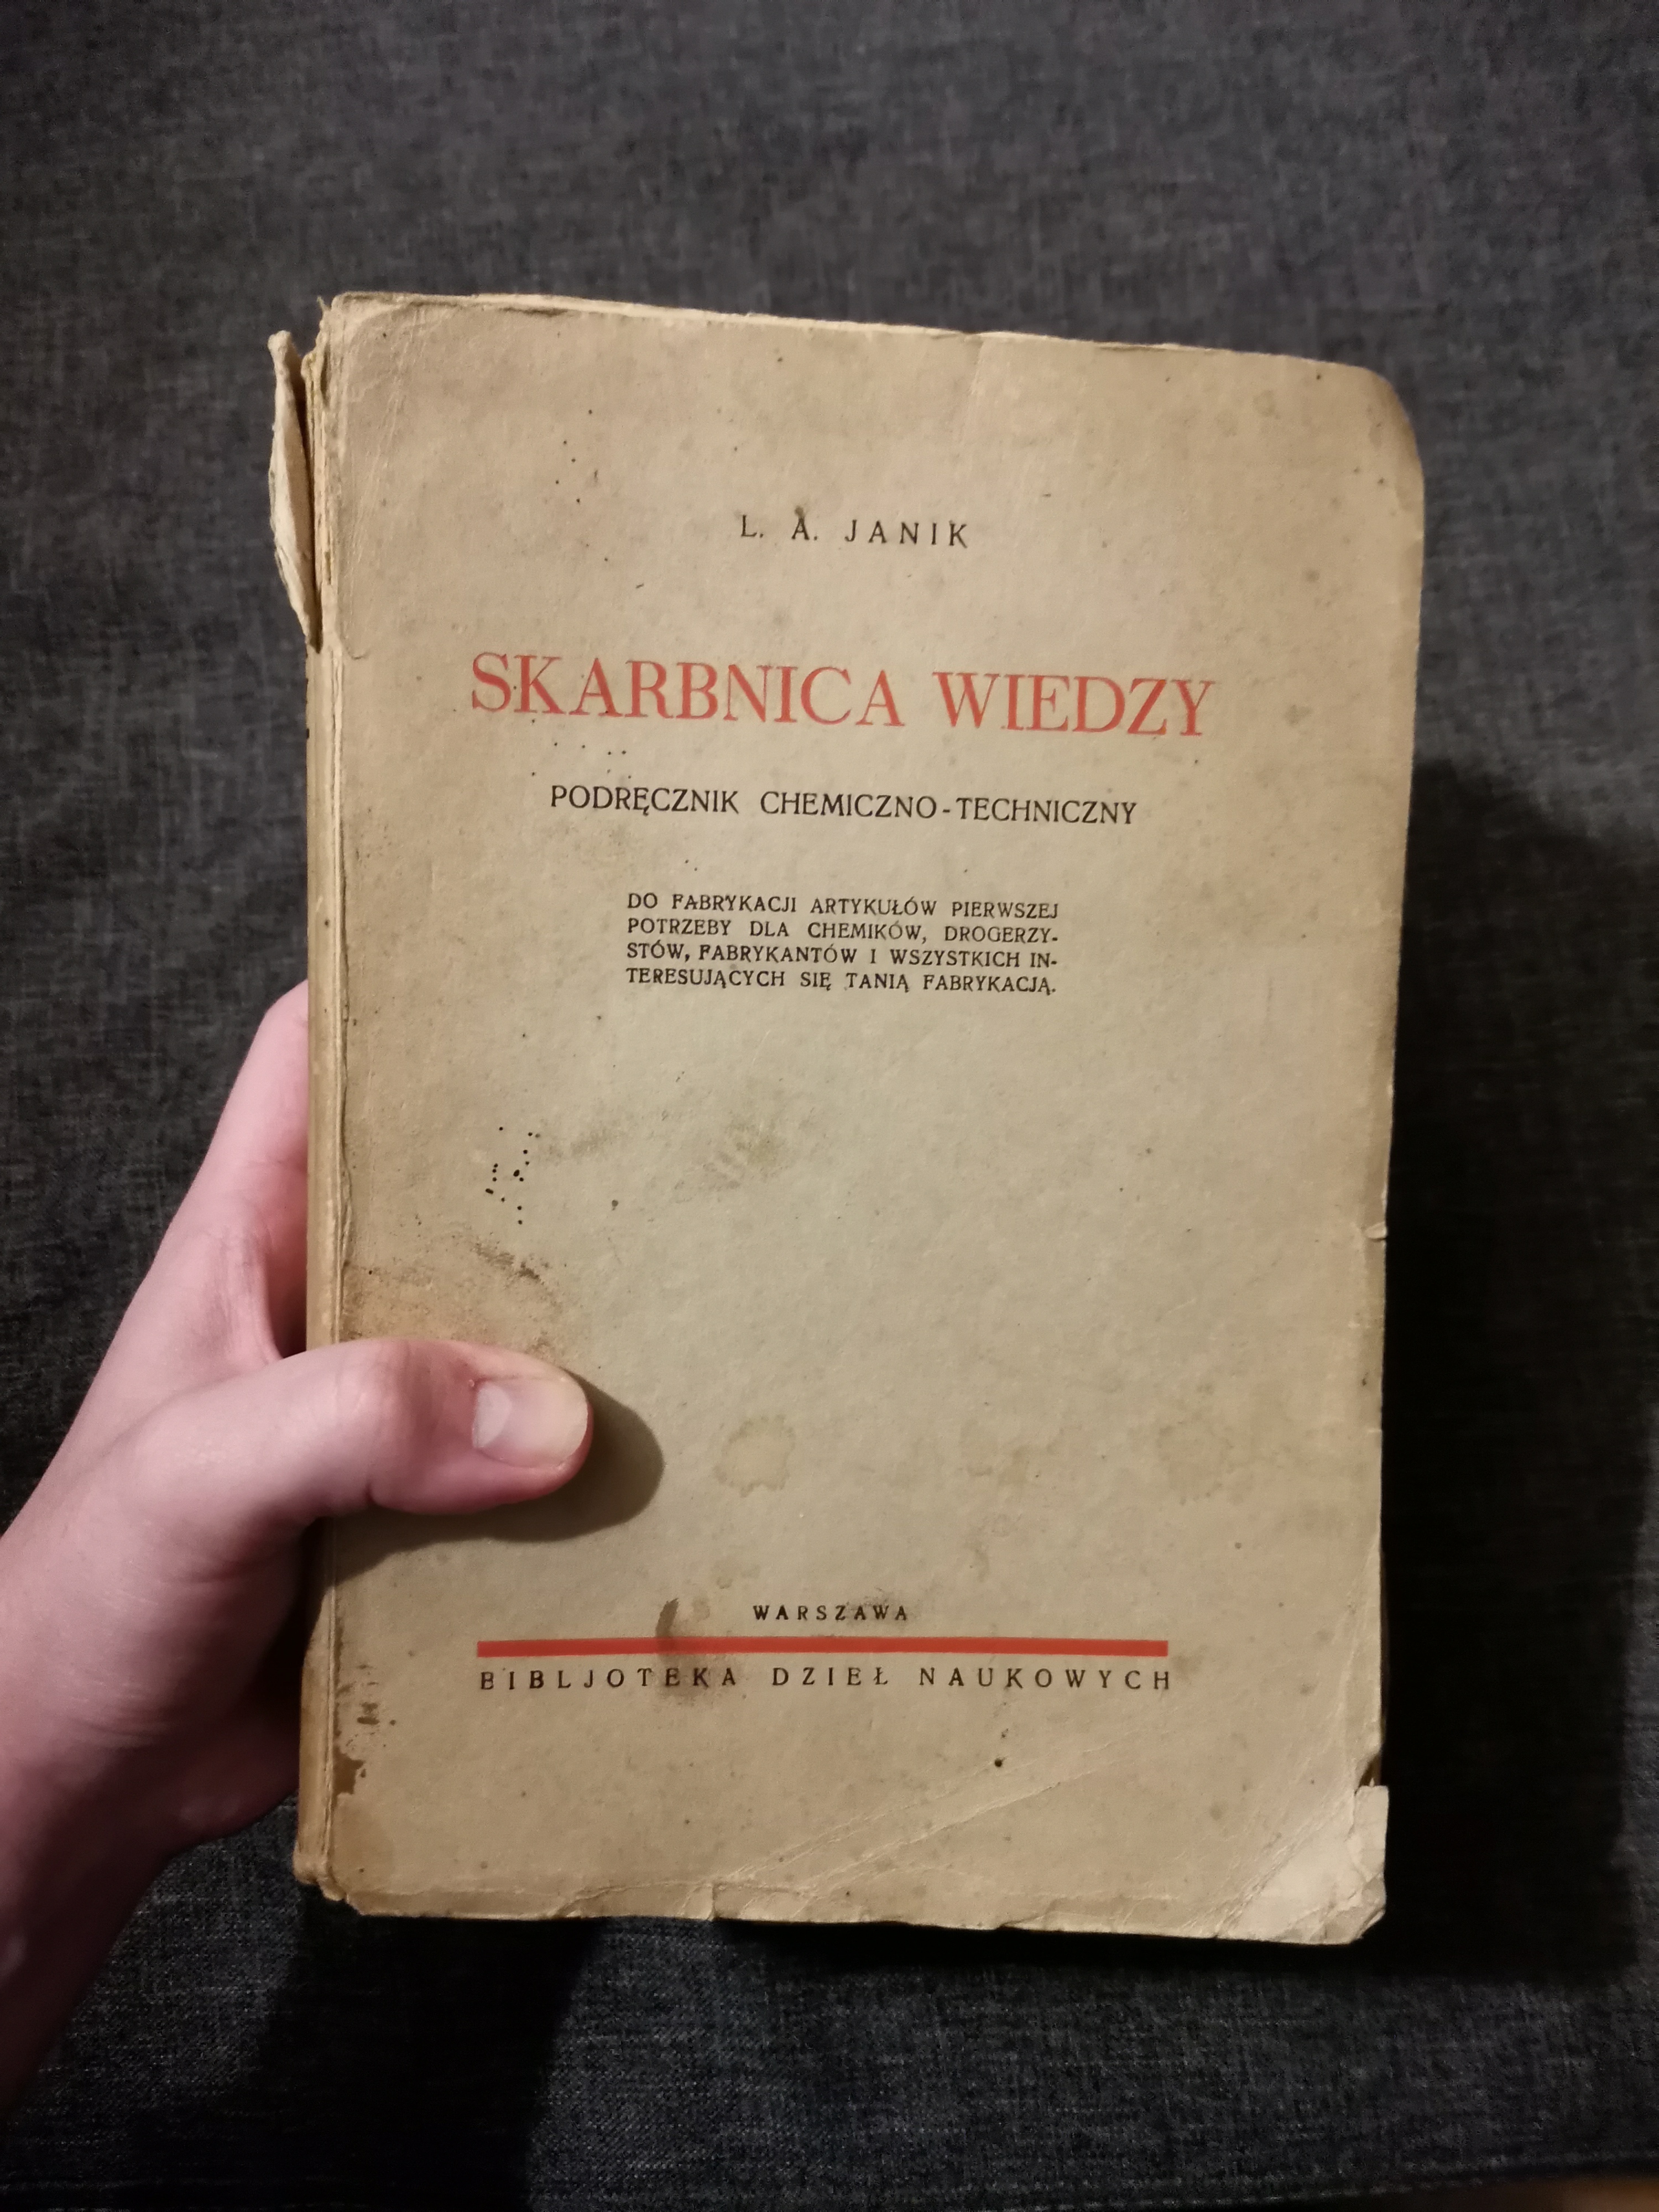 L. A. JANIK
SKARBNICA WIEDZY
PODRĘCZNIK CHEMICZNO-TECHNICZNY
DO FABRYKACJI ARTYKUŁÓW PIERWSZEJ
POTRZEBY DLA CHEMIKÓW, DROGERZY-
STÓW, FABRYKANTÓW I WSZYSTKICH IN-
TERESUJĄCYCH SIĘ TANIĄ FABRYKACJĄ.
WARSZAWA
BIBLJOTEKA DZIEŁ NAUKOWYCH